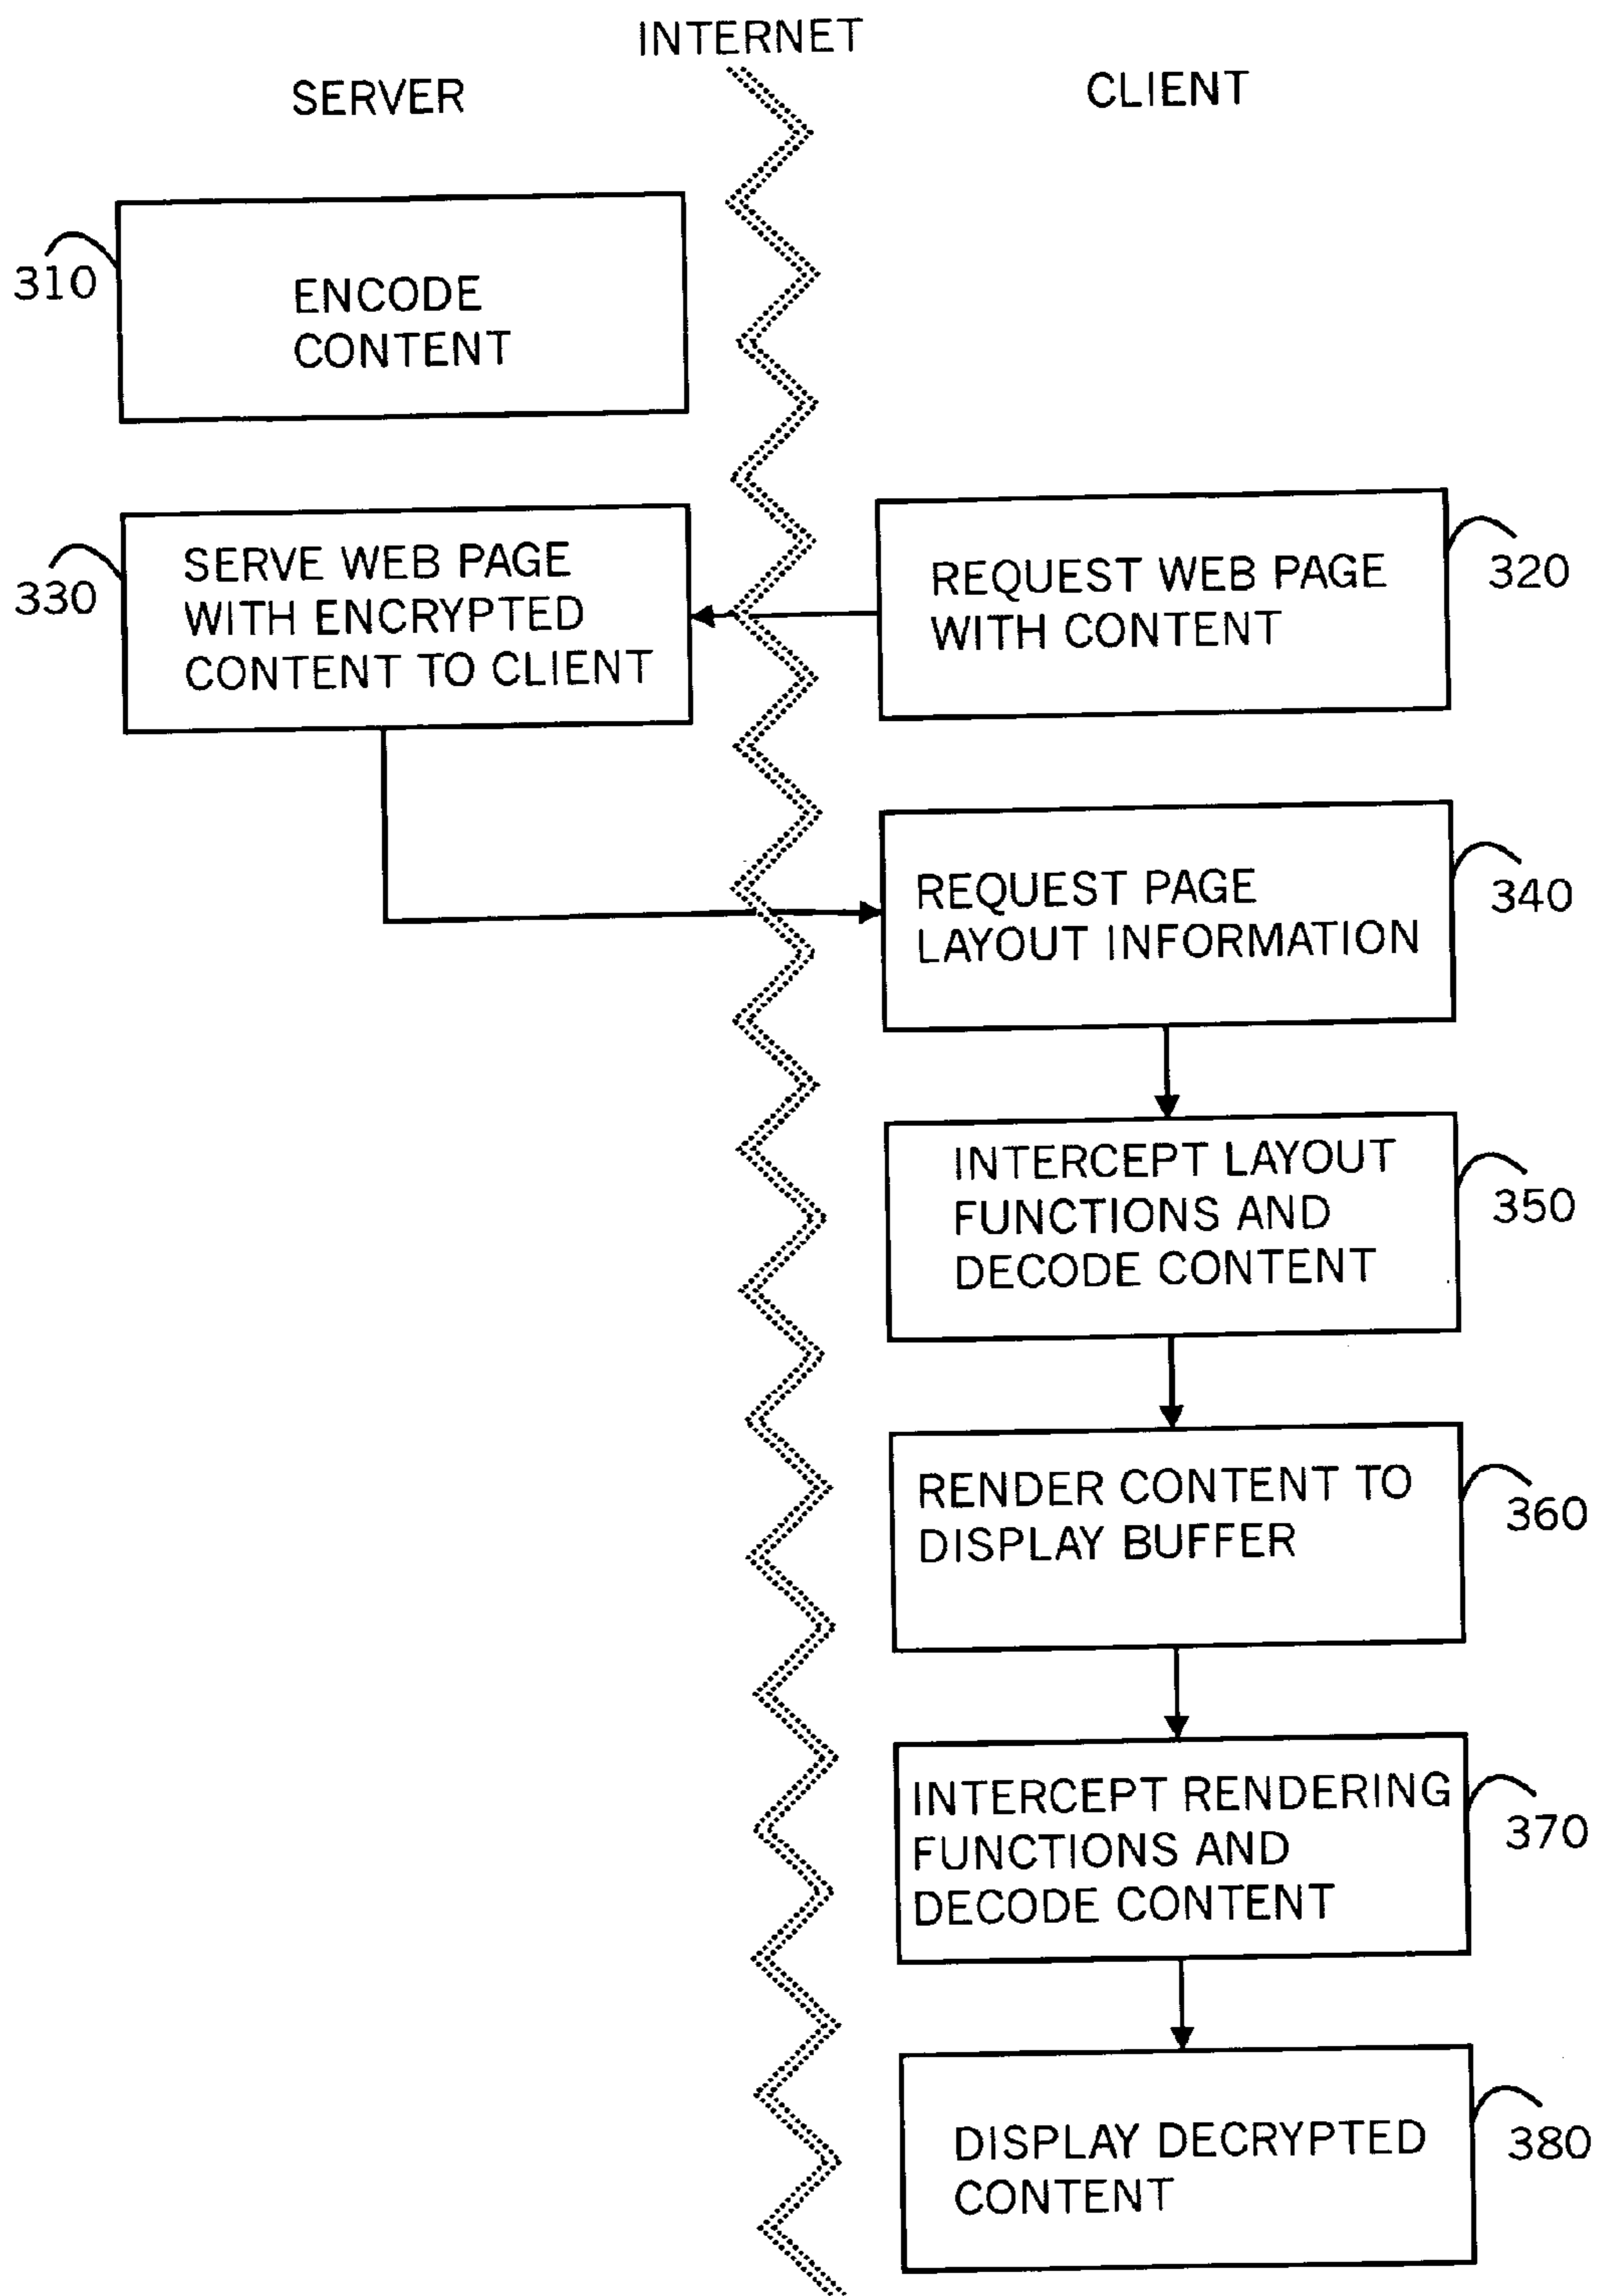 INTERNET
SERVER
CLIENT
310
ENCODE
CONTENT
SERVE WEB PAGE
WITH ENCRYPTED
CONTENT TO CLIENT
330
REQUEST WEB PAGE
WITH CONTENT
320
REQUEST PAGE
LAYOUT INFORMATION
340
INTERCEPT LAYOUT
FUNCTIONS AND
DECODE CONTENT
350
RENDER CONTENT TO
DISPLAY BUFFER
360
INTERCEPT RENDERING
FUNCTIONS AND
DECODE CONTENT
370
DISPLAY DECRYPTED
CONTENT
380